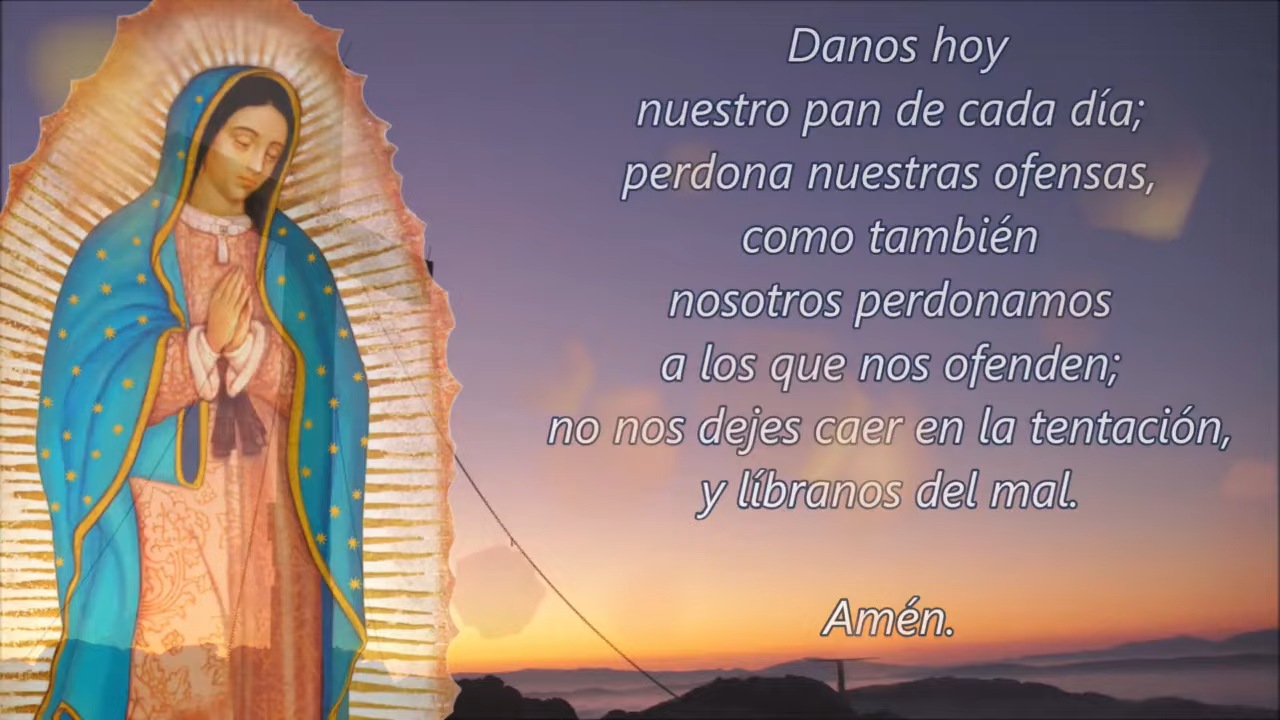 Danos hoy
nuestro pan de cada día;
perdona nuestras ofensas,
como también
nosotros perdonamos
a los que nos ofenden;
no nos dejes caer en la tentación,
y líbranos del mal.
Amén.